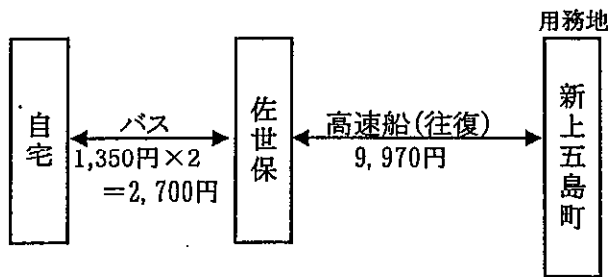 用務地
自宅
バス
1,350円×2
=2,700円
佐世保
高速船(往復)
9,970円
新上五島町